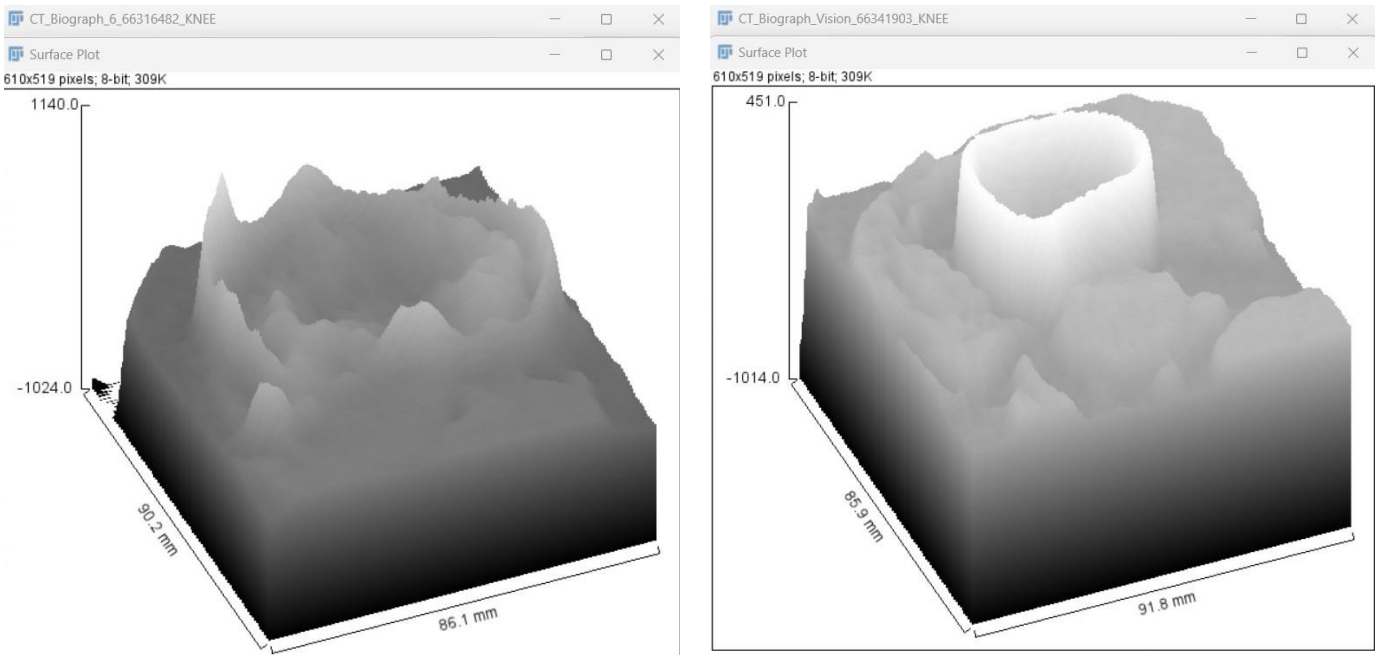 CT_Biograph_6_66316482_KNEE
Surface Plot
610x519 pixels; 8-bit; 309K
1140.0
-1024.0
90.2 mm
86.1 mm
CT_Biograph_Vision_66341903_KNEE
Surface Plot
610x519 pixels; 8-bit; 309K
451.0
-1014.0
85.9 mm
91.8 mm